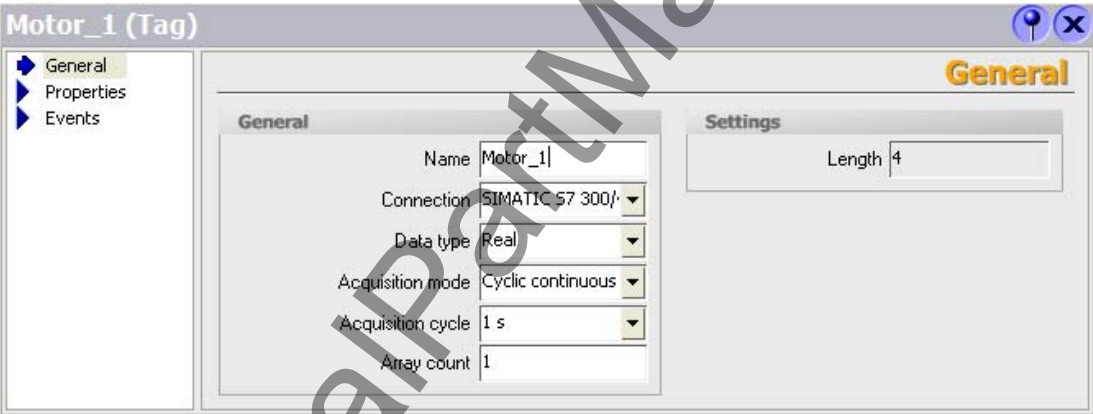 Motor_1 (Tag)
General
Properties
Events
General
General
Name Motor_1
Connection SIMATIC S7 300/
Data type Real
Acquisition mode Cyclic continuous
Acquisition cycle 1 s
Array count 1
Settings
Length 4